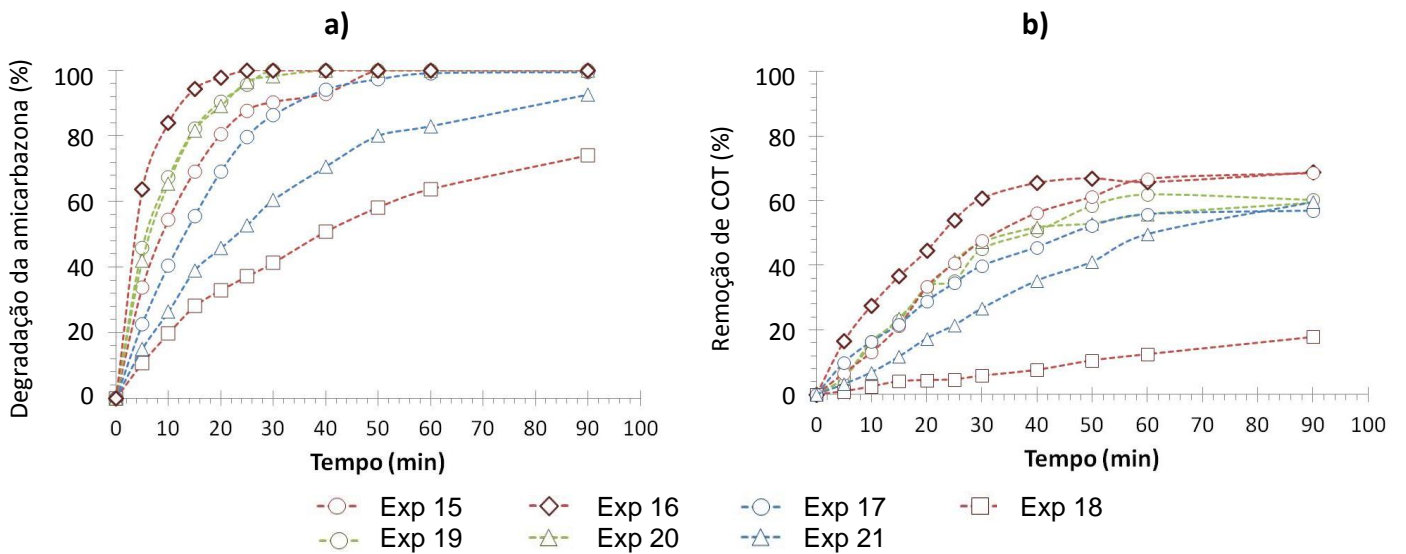 a)
Degradação da amicarbazona (%)
100
80
60
40
20
0
0 10 20 30 40 50 60 70 80 90 100
Tempo (min)
b)
Remoção de COT (%)
100
80
60
40
20
0
0 10 20 30 40 50 60 70 80 90 100
Tempo (min)
Exp 15 Exp 16 Exp 17 Exp 18
Exp 19 Exp 20 Exp 21